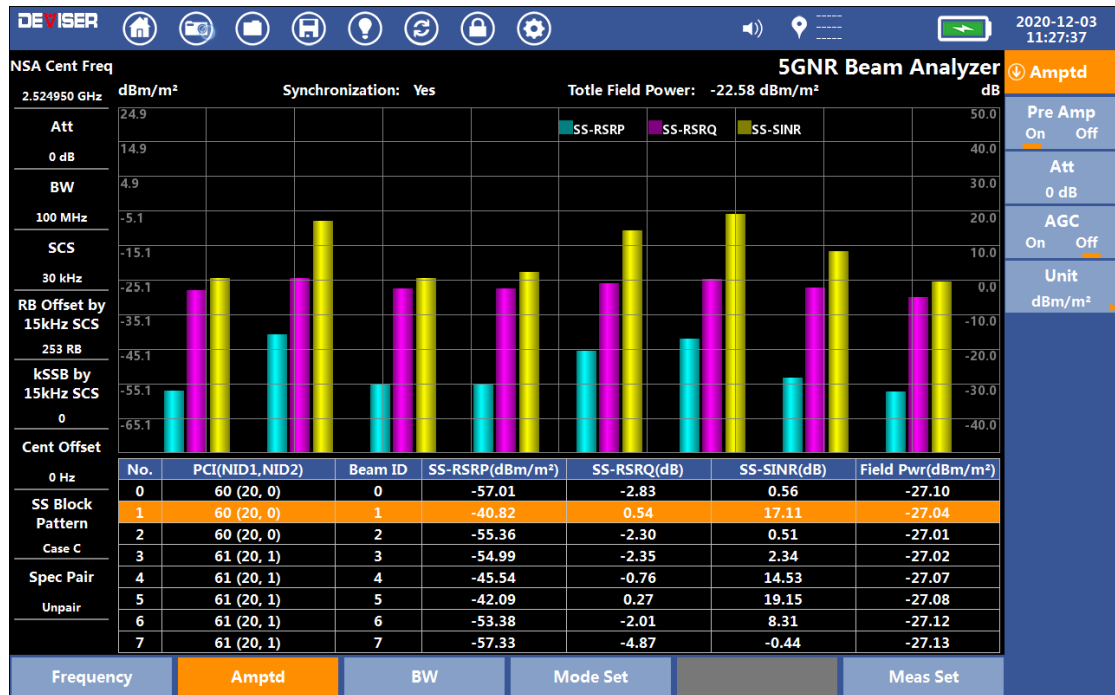 DEVISER
2020-12-03
11:27:37
NSA Cent Freq
2.524950 GHz
Att
0 dB
BW
100 MHz
SCS
30 kHz
RB Offset by
15kHz SCS
253 RB
kSSB by
15kHz SCS
0
Cent Offset
0 Hz
SS Block
Pattern
Case C
Spec Pair
Unpair
5GNR Beam Analyzer
dBm/m² Synchronization: Yes Totle Field Power: -22.58 dBm/m² dB
SS-RSRP SS-RSRQ SS-SINR
24.9 50.0
14.9 40.0
4.9 30.0
-5.1 20.0
-15.1 10.0
-25.1 0.0
-35.1 -10.0
-45.1 -20.0
-55.1 -30.0
-65.1 -40.0
No. PCI(NID1,NID2) Beam ID SS-RSRP(dBm/m²) SS-RSRQ(dB) SS-SINR(dB) Field Pwr(dBm/m²)
0 60 (20, 0) 0 -57.01 -2.83 0.56 -27.10
1 60 (20, 0) 1 -40.82 0.54 17.11 -27.04
2 60 (20, 0) 2 -55.36 -2.30 0.51 -27.01
3 61 (20, 1) 3 -54.99 -2.35 2.34 -27.02
4 61 (20, 1) 4 -45.54 -0.76 14.53 -27.07
5 61 (20, 1) 5 -42.09 0.27 19.15 -27.08
6 61 (20, 1) 6 -53.38 -2.01 8.31 -27.12
7 61 (20, 1) 7 -57.33 -4.87 -0.44 -27.13
Amptd
Pre Amp
On Off
Att
0 dB
AGC
On Off
Unit
dBm/m²
Frequency Amptd BW Mode Set Meas Set